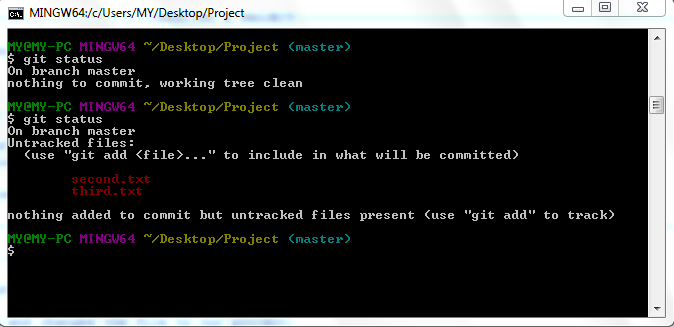 MINGW64:/c/Users/MY/Desktop/Project
MY@MY-PC MINGW64 ~/Desktop/Project (master)
$ git status
On branch master
nothing to commit, working tree clean
MY@MY-PC MINGW64 ~/Desktop/Project (master)
$ git status
On branch master
Untracked files:
(use "git add <file>..." to include in what will be committed)
second.txt
third.txt
nothing added to commit but untracked files present (use "git add" to track)
MY@MY-PC MINGW64 ~/Desktop/Project (master)
$